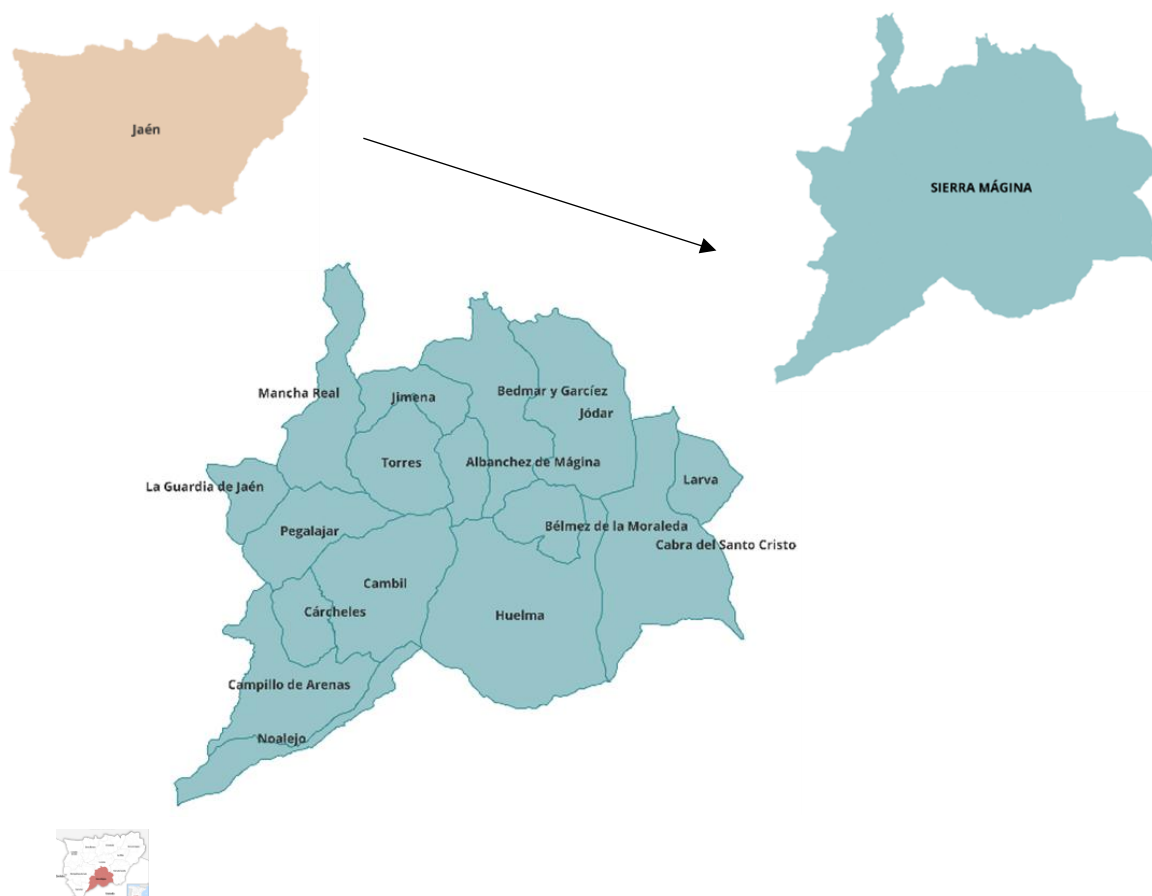 Jaén
SIERRA MÁGINA
Mancha Real
Jimena
Bedmar y Garcíez
Jódar
Torres
Albanchez de Mágina
La Guardia de Jaén
Larva
Pegalajar
Bélmez de la Moraleda
Cabra del Santo Cristo
Cambil
Cárcheles
Huelma
Campillo de Arenas
Noalejo